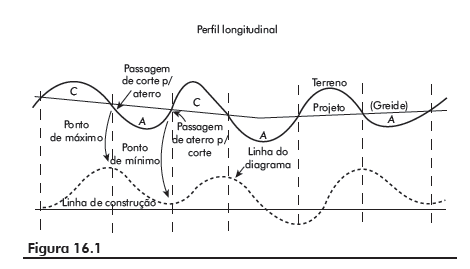 Perfil longitudinal
Passagem
de corte p/
aterro
Terreno
C
C
Projeto
(Greide)
A
A
A
Ponto
de máximo
Ponto
de mínimo
Passagem
de aterro p/
corte
Linha do
diagrama
Linha de construção
Figura 16.1